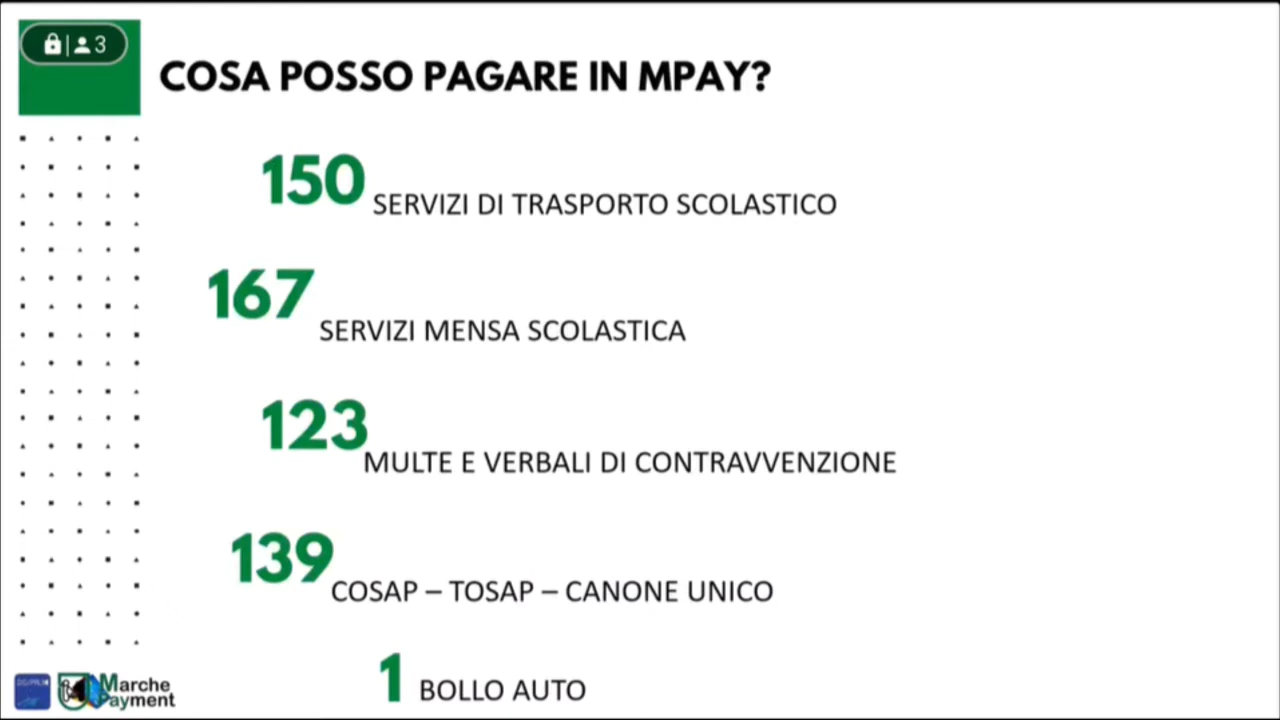 3
COSA POSSO PAGARE IN MPAY?
150 SERVIZI DI TRASPORTO SCOLASTICO
167 SERVIZI MENSA SCOLASTICA
123 MULTE E VERBALI DI CONTRAVVENZIONE
139 COSAP – TOSAP – CANONE UNICO
1 BOLLO AUTO
Marche
Payment